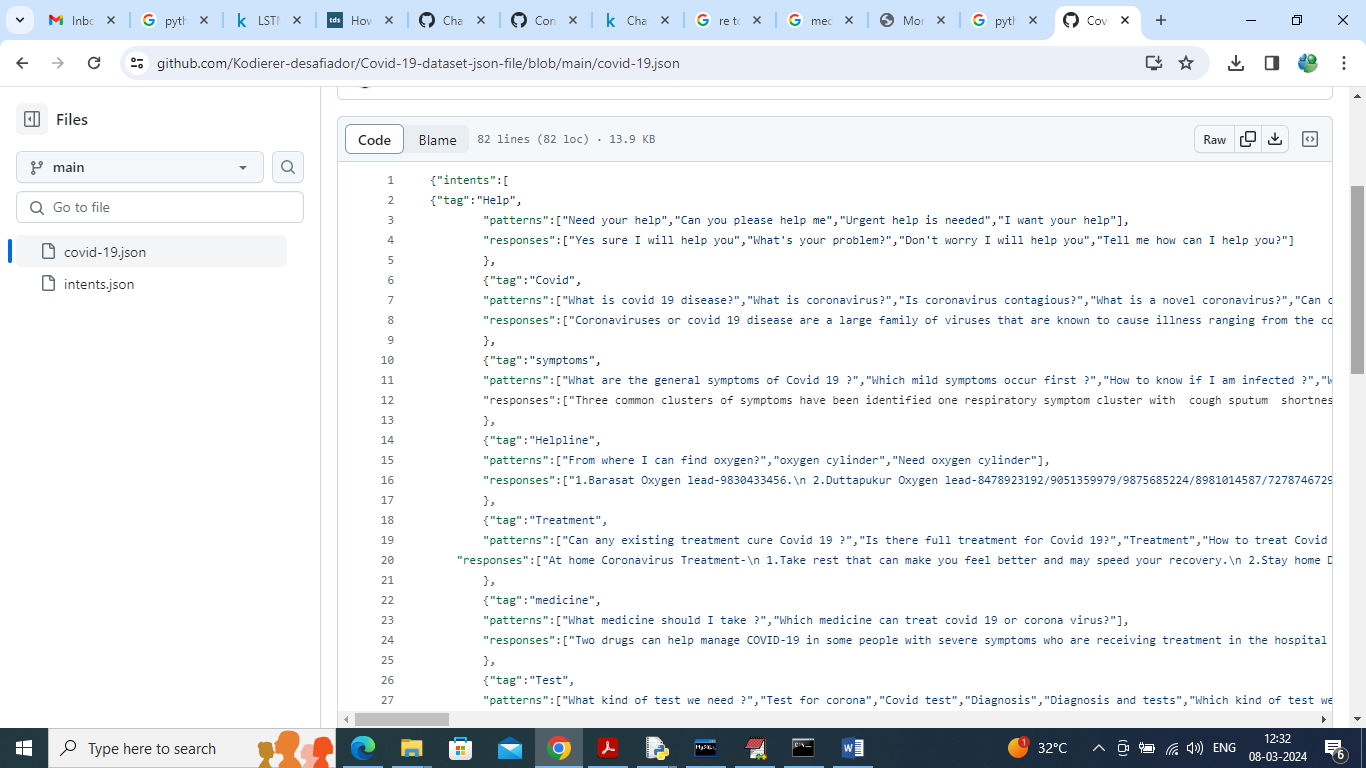 Inbo
pyth
LSTM
tds
How
Cha
Con
Cha
re to
med
Mor
pyth
Covi
github.com/Kodierer-desafiador/Covid-19-dataset-json-file/blob/main/covid-19.json
Files
main
Go to file
covid-19.json
intents.json
Code Blame 82 lines (82 loc) · 13.9 KB Raw
1 {"intents":[
2 {"tag":"Help",
3 "patterns":["Need your help","Can you please help me","Urgent help is needed","I want your help"],
4 "responses":["Yes sure I will help you","What's your problem?","Don't worry I will help you","Tell me how can I help you?"]
5 },
6 {"tag":"Covid",
7 "patterns":["What is covid 19 disease?","What is coronavirus?","Is coronavirus contagious?","What is a novel coronavirus?","Can c
8 "responses":["Coronaviruses or covid 19 disease are a large family of viruses that are known to cause illness ranging from the co
9 },
10 {"tag":"symptoms",
11 "patterns":["What are the general symptoms of Covid 19 ?","Which mild symptoms occur first ?","How to know if I am infected ?","W
12 "responses":["Three common clusters of symptoms have been identified one respiratory symptom cluster with  cough sputum  shortnes
13 },
14 {"tag":"Helpline",
15 "patterns":["From where I can find oxygen?","oxygen cylinder","Need oxygen cylinder"],
16 "responses":["1.Barasat Oxygen lead-9830433456.\n 2.Duttapukur Oxygen lead-8478923192/9051359979/9875685224/8981014587/7278746729
17 },
18 {"tag":"Treatment",
19 "patterns":["Can any existing treatment cure Covid 19 ?","Is there full treatment for Covid 19?","Treatment","How to treat Covid
20 "responses":["At home Coronavirus Treatment-\n 1.Take rest that can make you feel better and may speed your recovery.\n 2.Stay home D
21 },
22 {"tag":"medicine",
23 "patterns":["What medicine should I take ?","Which medicine can treat covid 19 or corona virus?"],
24 "responses":["Two drugs can help manage COVID-19 in some people with severe symptoms who are receiving treatment in the hospital
25 },
26 {"tag":"Test",
27 "patterns":["What kind of test we need ?","Test for corona","Covid test","Diagnosis","Diagnosis and tests","Which kind of test we
Type here to search
1
32°C
ENG
12:32
08-03-2024
6